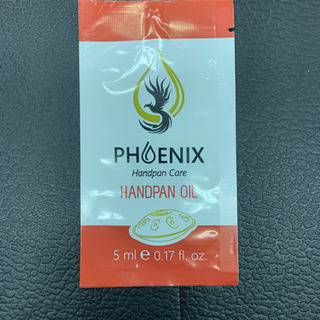 PHOENIX
Handpan Care
HANDPAN OIL
5 ml ℮ 0.17 fl. oz.